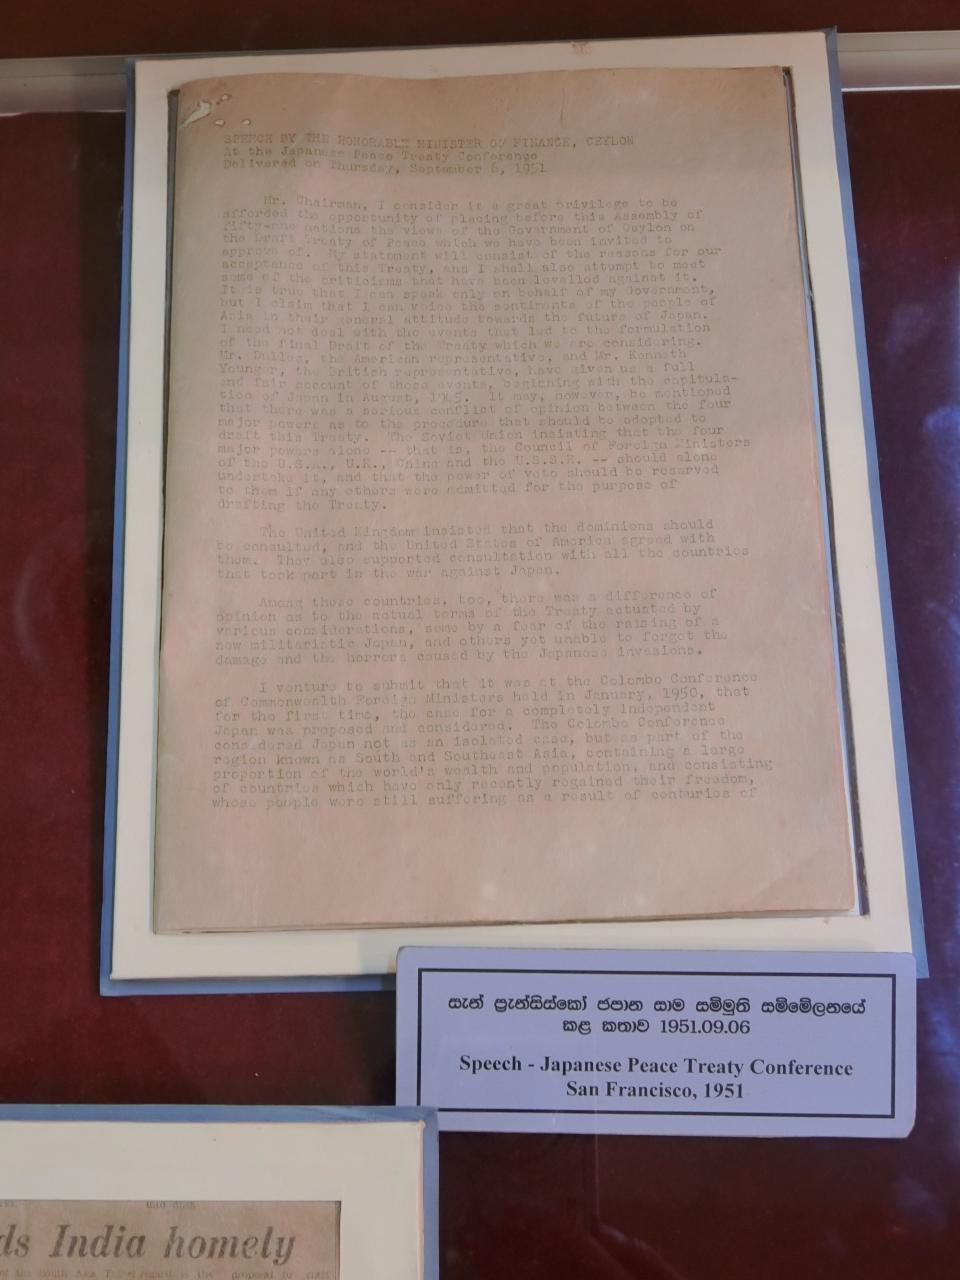 SPEECH BY THE HONORABLE MINISTER OF FINANCE, CEYLON
At the Japanese Peace Treaty Conference
Delivered on Thursday, September 6, 1951
Mr. Chairman, I consider it a great privilege to be
afforded the opportunity of placing before this Assembly of
fifty-one nations the views of the Government of Ceylon on
the Draft Treaty of Peace which we have been invited to
approve of. My statement will consist of the reasons for our
acceptance of this Treaty, and I shall also attempt to meet
some of the criticisms that have been levelled against it.
It is true that I can speak only on behalf of my Government,
but I claim that I can voice the sentiments of the people of
Asia in their general attitude towards the future of Japan.
I need not deal with the events that led to the formulation
of the final Draft of the Treaty which we are considering.
Mr. Dulles, the American representative, and Mr. Kenneth
Younger, the British representative, have given us a full
and fair account of those events, beginning with the capitula-
tion of Japan in August, 1945. It may, however, be mentioned
that there was a serious conflict of opinion between the four
major powers as to the procedure that should be adopted to
draft this Treaty. The Soviet Union insisting that the four
major powers alone -- that is, the Council of Foreign Ministers
of the U.S.A., U.K., China and the U.S.S.R. -- should alone
undertake it, and that the power of veto should be reserved
to them if any others were admitted for the purpose of
drafting the Treaty.
The United Kingdom insisted that the dominions should
be consulted, and the United States of America agreed with
them. They also supported consultation with all the countries
that took part in the war against Japan.
Among these countries, too, there was a difference of
opinion as to the actual terms of the Treaty actuated by
various considerations, some by a fear of the raising of a
new militaristic Japan, and others yet unable to forget the
damage and the horrors caused by the Japanese invasions.
I venture to submit that it was at the Colombo Conference
of Commonwealth Foreign Ministers held in January, 1950, that
for the first time, the case for a completely independent
Japan was proposed and considered. The Colombo Conference
considered Japan not as an isolated case, but as part of the
region known as South and Southeast Asia, containing a large
proportion of the world's wealth and population, and consisting
of countries which have only recently regained their freedom,
whose people were still suffering as a result of centuries of
සැන් ප්‍රැන්සිස්කෝ ජපාන සාම සම්මුති සම්මේලනයේ
කළ කතාව 1951.09.06
Speech - Japanese Peace Treaty Conference
San Francisco, 1951
ds India homely